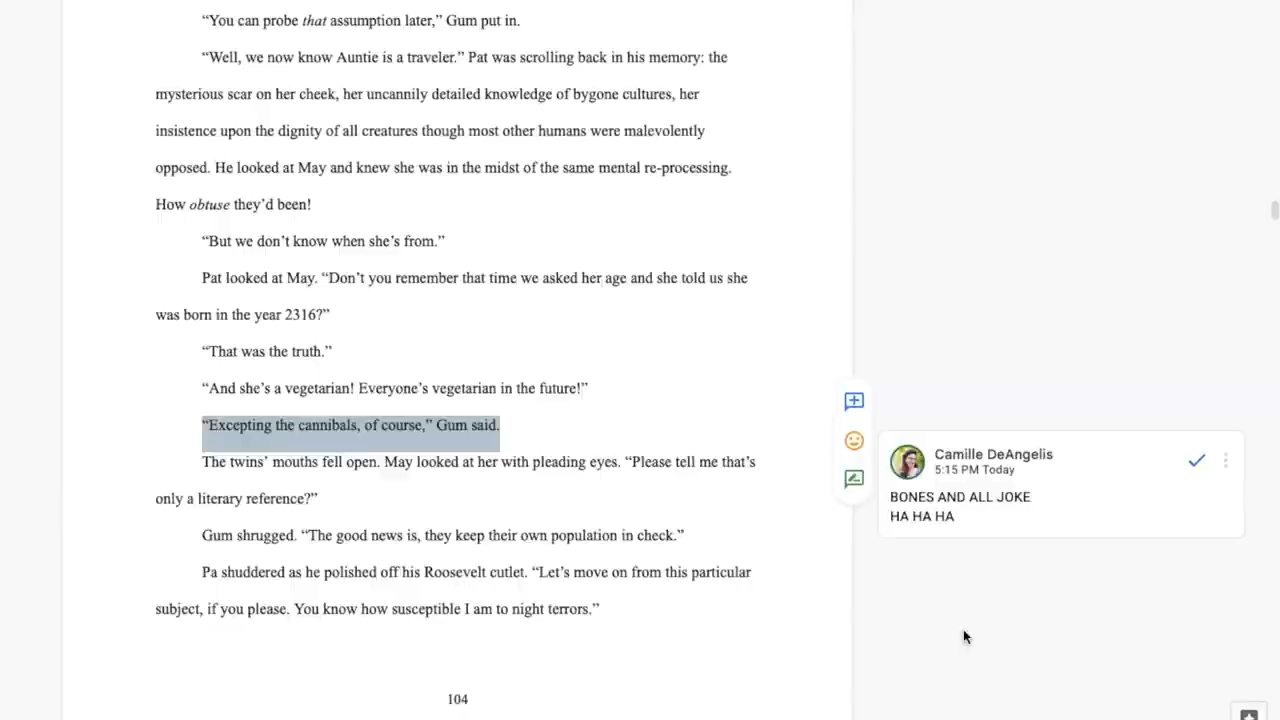 “You can probe that assumption later,” Gum put in.
“Well, we now know Auntie is a traveler.” Pat was scrolling back in his memory: the
mysterious scar on her cheek, her uncannily detailed knowledge of bygone cultures, her
insistence upon the dignity of all creatures though most other humans were malevolently
opposed. He looked at May and knew she was in the midst of the same mental re-processing.
How obtuse they’d been!
“But we don’t know when she’s from.”
Pat looked at May. “Don’t you remember that time we asked her age and she told us she
was born in the year 2316?”
“That was the truth.”
“And she’s a vegetarian! Everyone’s vegetarian in the future!”
“Excepting the cannibals, of course,” Gum said.
The twins’ mouths fell open. May looked at her with pleading eyes. “Please tell me that’s
only a literary reference?”
Gum shrugged. “The good news is, they keep their own population in check.”
Pa shuddered as he polished off his Roosevelt cutlet. “Let’s move on from this particular
subject, if you please. You know how susceptible I am to night terrors.”
104
Camille DeAngelis
5:15 PM Today
BONES AND ALL JOKE
HA HA HA